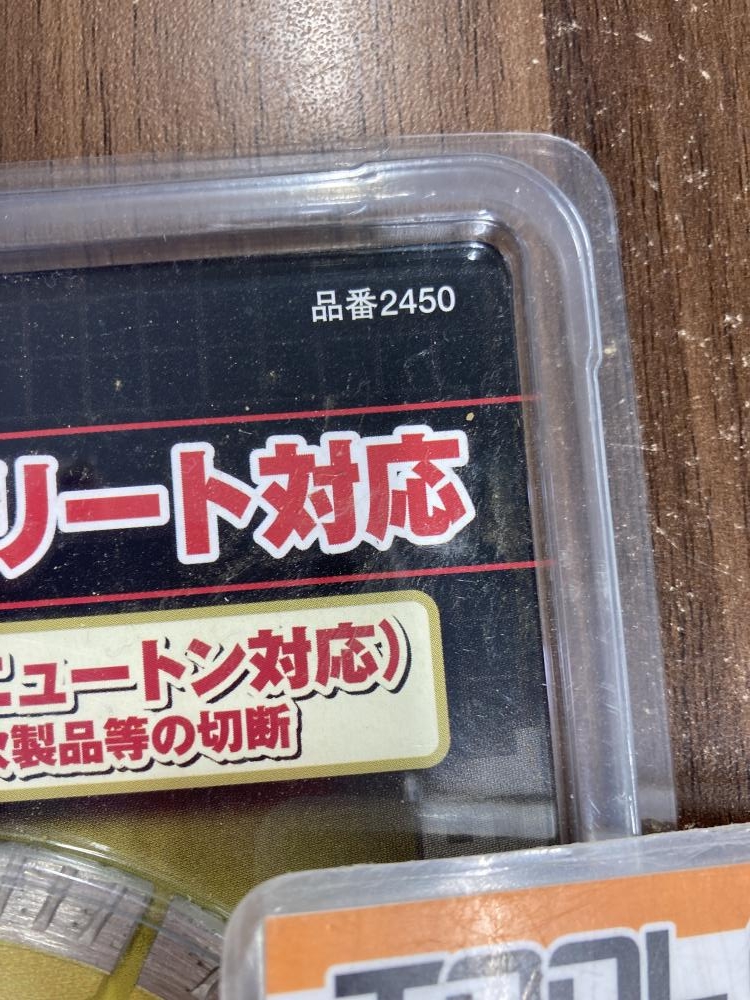 品番2450
リート対応
ニュートン対応）
製品等の切断
TOOL